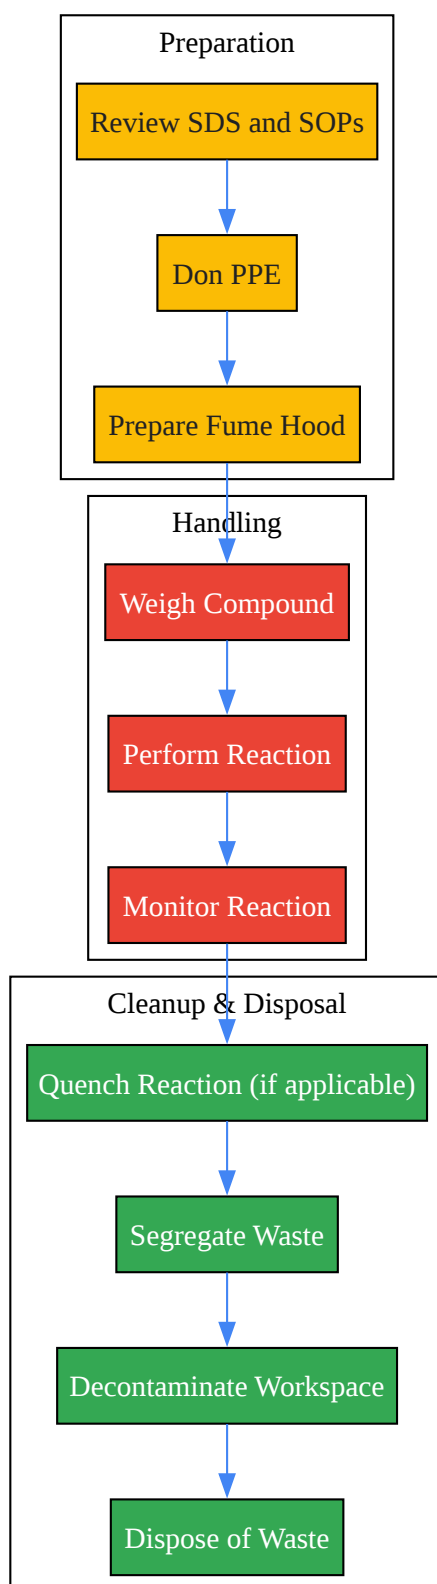 Preparation
Review SDS and SOPs
Don PPE
Prepare Fume Hood
Handling
Weigh Compound
Perform Reaction
Monitor Reaction
Cleanup & Disposal
Quench Reaction (if applicable)
Segregate Waste
Decontaminate Workspace
Dispose of Waste